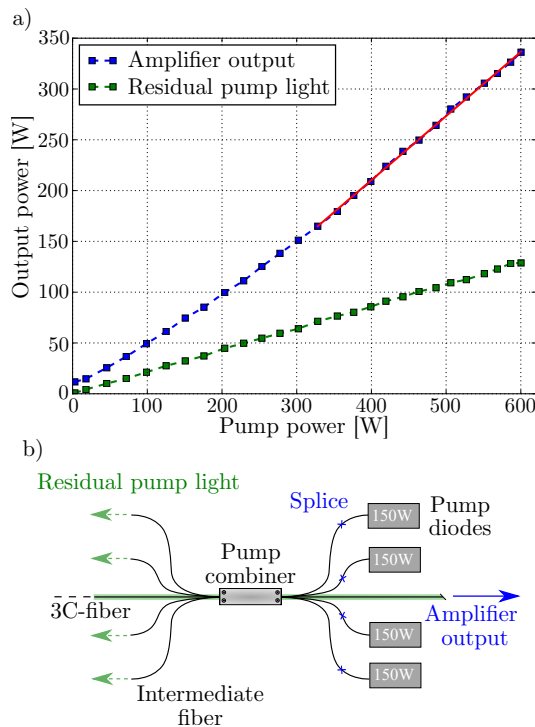 a)
350
300
250
200
150
100
50
0
Output power [W]
Amplifier output
Residual pump light
0 100 200 300 400 500 600
Pump power [W]
b)
Residual pump light
Splice
150W
Pump
diodes
150W
Pump
combiner
3C-fiber
Amplifier
output
150W
150W
Intermediate
fiber